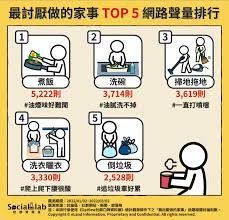 最討厭做的家事 TOP 5 網路聲量排行
1
煮飯
5,222則
#油煙味好難聞
2
洗碗
3,714則
#油膩洗不掉
3
掃地拖地
3,619則
#一直打噴嚏
4
洗衣曬衣
3,330則
#爬上爬下腰很酸
5
倒垃圾
2,528則
#追垃圾車好累
Social lab